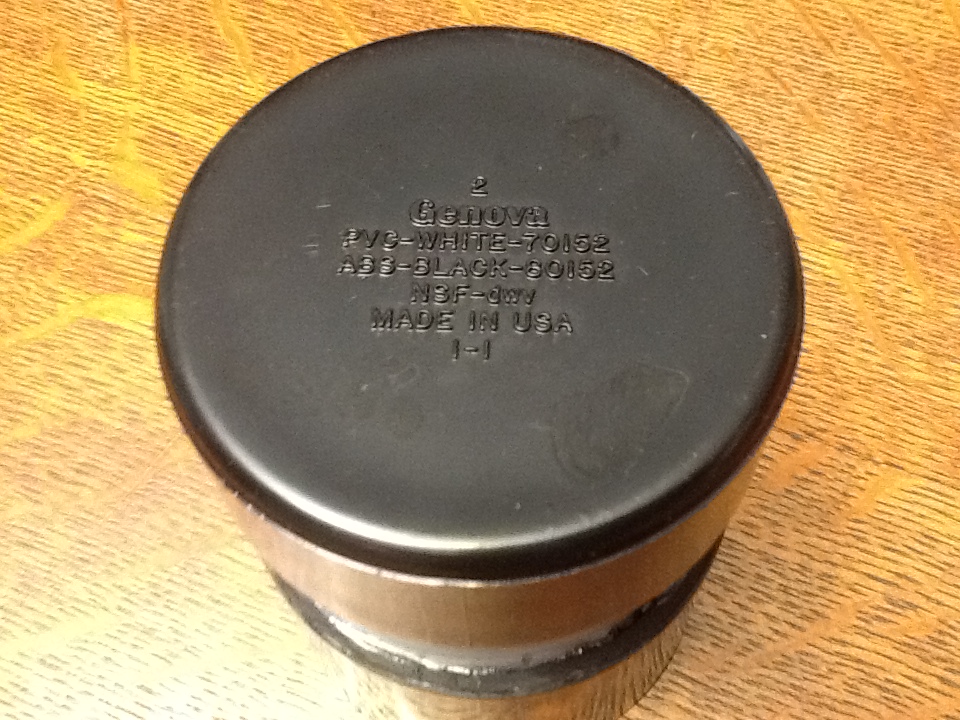 2
Genova
PVC-WHITE-70152
ABS-BLACK-80152
NSF-dwv
MADE IN USA
1-1